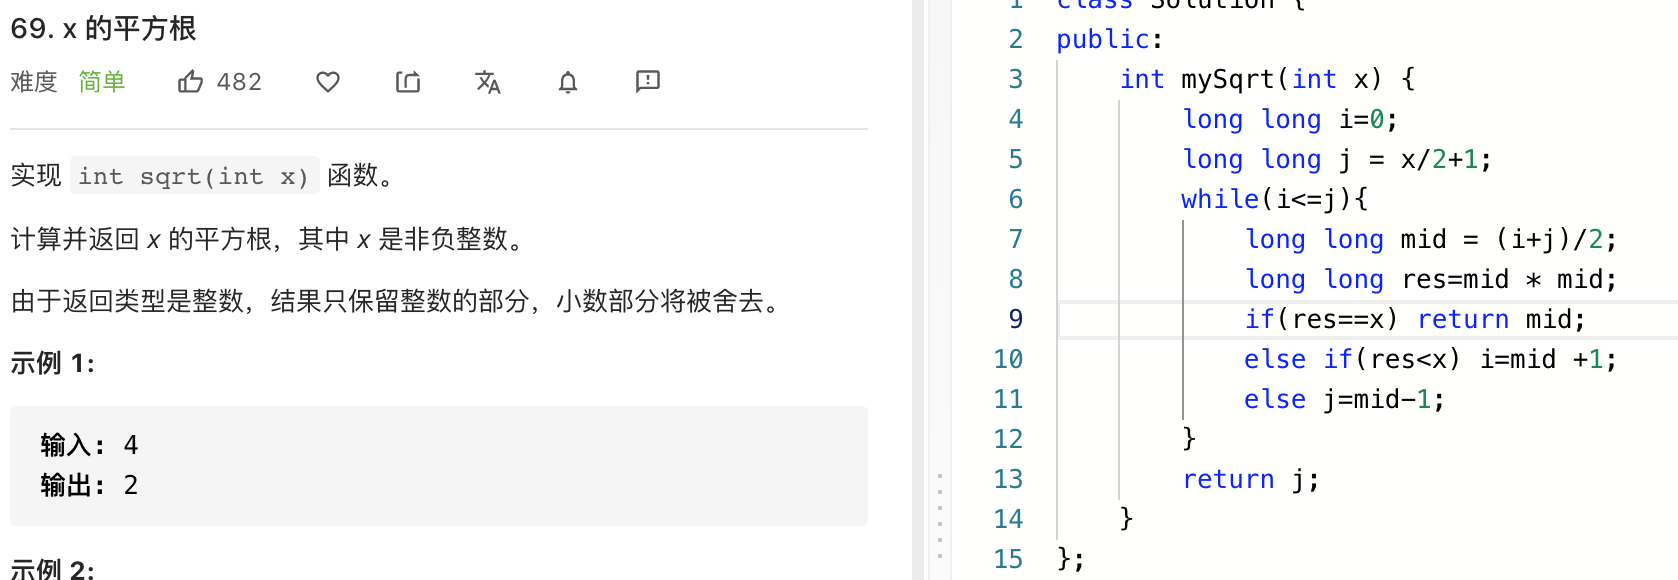 69. x 的平方根
难度 简单 482
实现 int sqrt(int x) 函数。
计算并返回 x 的平方根，其中 x 是非负整数。
由于返回类型是整数，结果只保留整数的部分，小数部分将被舍去。
示例 1:
输入: 4
输出: 2
示例 2:
1 class Solution {
2 public:
3 int mySqrt(int x) {
4 long long i=0;
5 long long j = x/2+1;
6 while(i<=j){
7 long long mid = (i+j)/2;
8 long long res=mid * mid;
9 if(res==x) return mid;
10 else if(res<x) i=mid +1;
11 else j=mid-1;
12 }
13 return j;
14 }
15 };